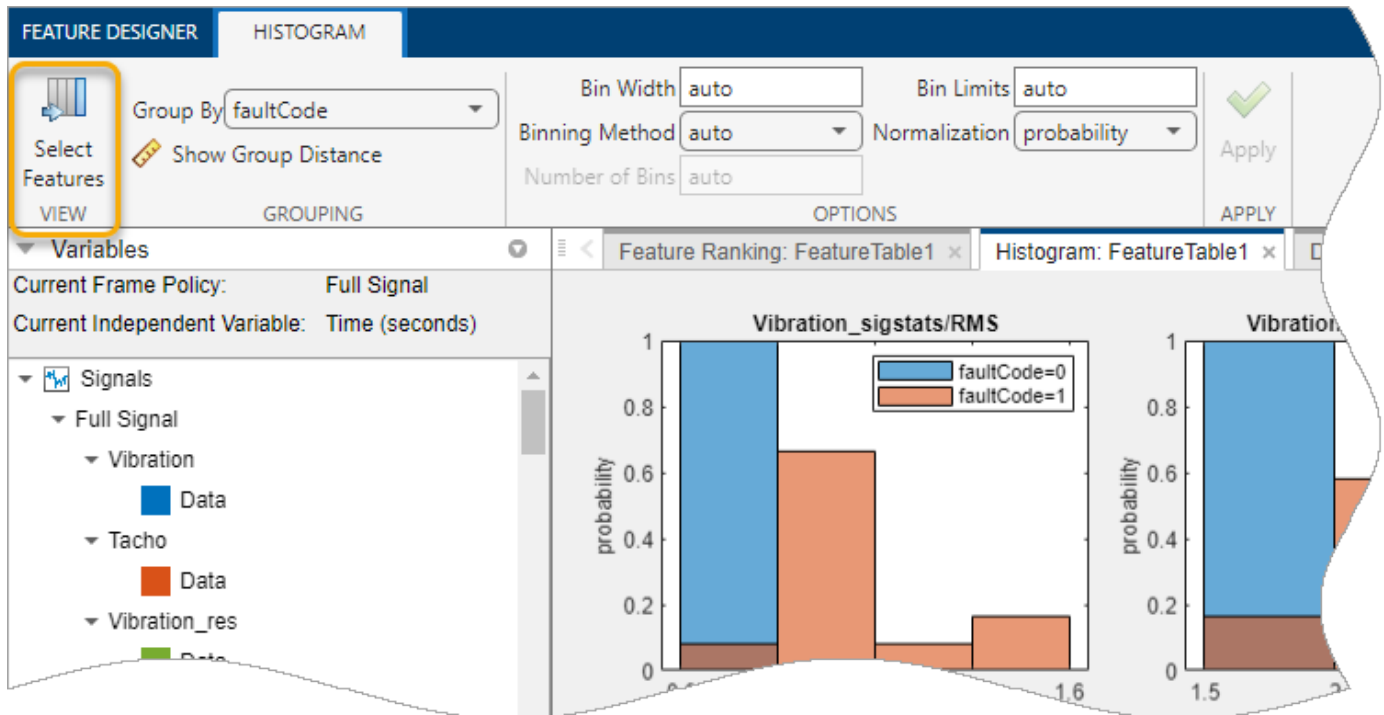 FEATURE DESIGNER HISTOGRAM
Select
Features
VIEW
Group By faultCode
Show Group Distance
GROUPING
Bin Width auto Bin Limits auto
Binning Method auto Normalization probability
Number of Bins auto
OPTIONS
Apply
APPLY
Variables
Current Frame Policy: Full Signal
Current Independent Variable: Time (seconds)
Signals
Full Signal
Vibration
Data
Tacho
Data
Vibration_res
Feature Ranking: FeatureTable1 × Histogram: FeatureTable1 ×
Vibration_sigstats/RMS
faultCode=0
faultCode=1
probability
1
0.8
0.6
0.4
0.2
0
1.6
probability
1
0.8
0.6
0.4
0.2
0
1.5